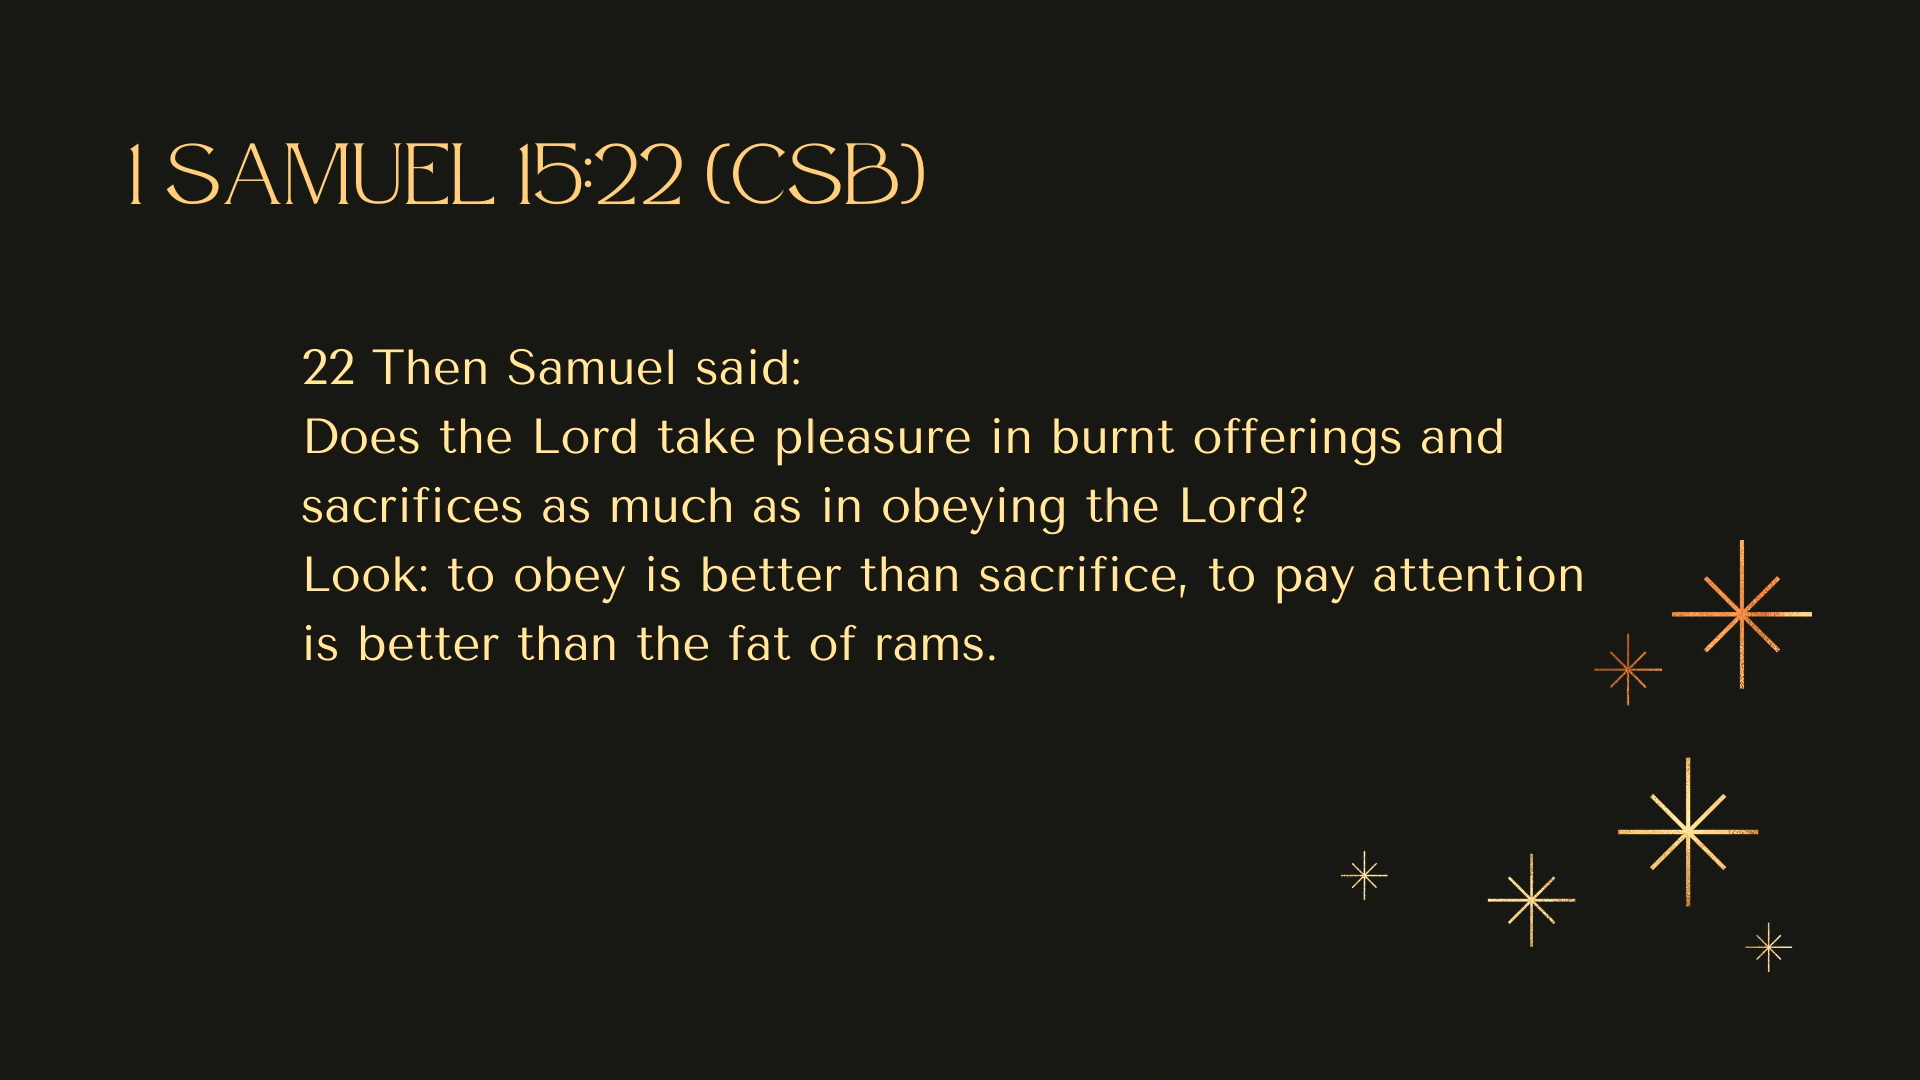 1 SAMUEL 15:22 (CSB)
22 Then Samuel said:
Does the Lord take pleasure in burnt offerings and
sacrifices as much as in obeying the Lord?
Look: to obey is better than sacrifice, to pay attention
is better than the fat of rams.